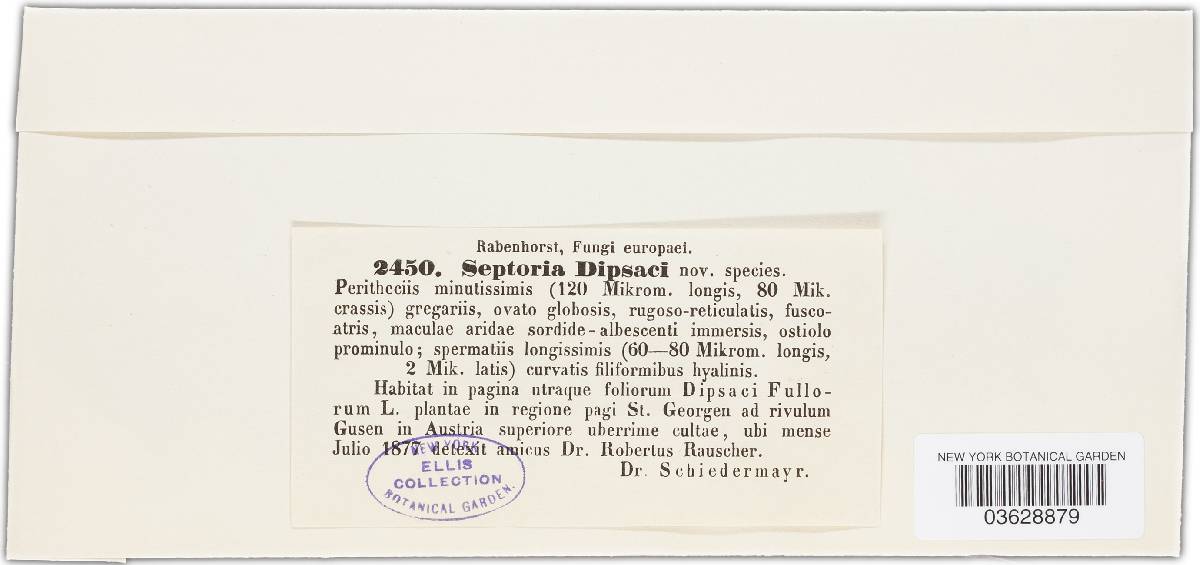 Rabenhorst, Fungi europaei.
2450. Septoria Dipsaci nov. species.
Peritheciis minutissimis (120 Mikrom. longis, 80 Mik.
crassis) gregariis, ovato globosis, rugoso-reticulatis, fusco-
atris, maculae aridae sordide-albescenti immersis, ostiolo
prominulo; spermatiis longissimis (60—80 Mikrom. longis,
2 Mik. latis) curvatis filiformibus hyalinis.
Habitat in pagina utraque foliorum Dipsaci Fullo-
rum L. plantae in regione pagi St. Georgen ad rivulum
Gusen in Austria superiore uberrime cultae, ubi mense
Julio 1877 detexit amicus Dr. Robertus Rauscher.
Dr. Schiedermayr.
NEW YORK
ELLIS
COLLECTION
BOTANICAL GARDEN.
NEW YORK BOTANICAL GARDEN
03628879